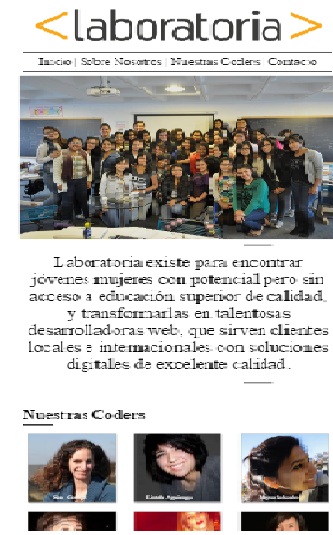 <laboratoria>
Inicio | Sobre Nosotros | Nuestras Coders | Contacto
Laboratoria existe para encontrar
jóvenes mujeres con potencial pero sin
acceso a educación superior de calidad,
y transformarlas en talentosas
desarrolladoras web, que sirven clientes
locales e internacionales con soluciones
digitales de excelente calidad.
Nuestras Coders